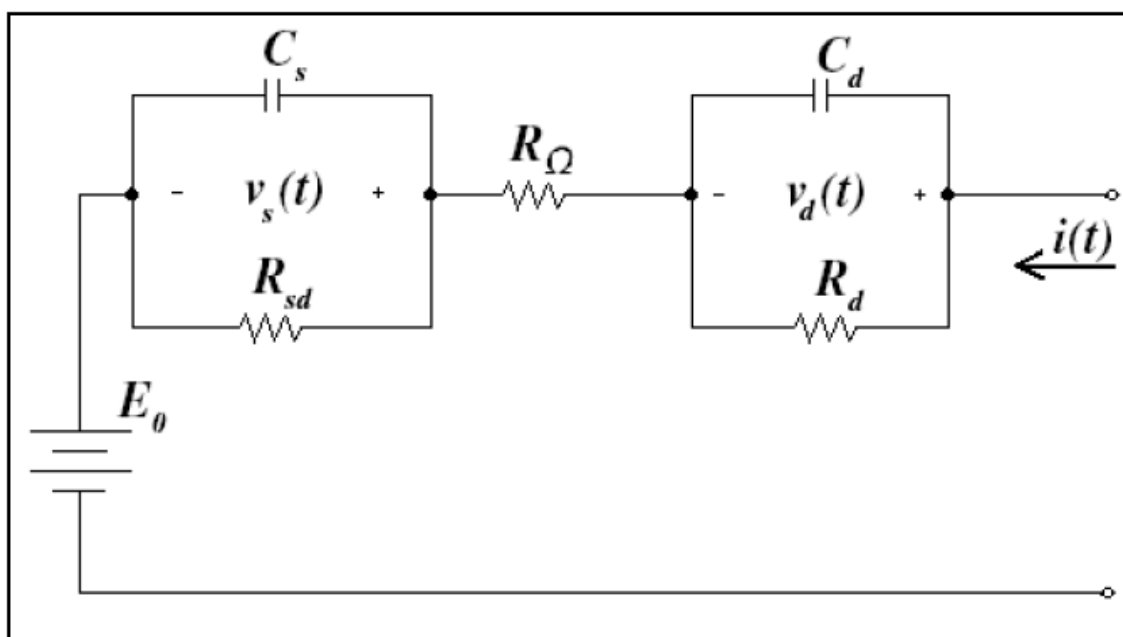 C_s
C_d
R_Ω
− v_s(t) +
− v_d(t) +
i(t)
R_sd
R_d
E_0